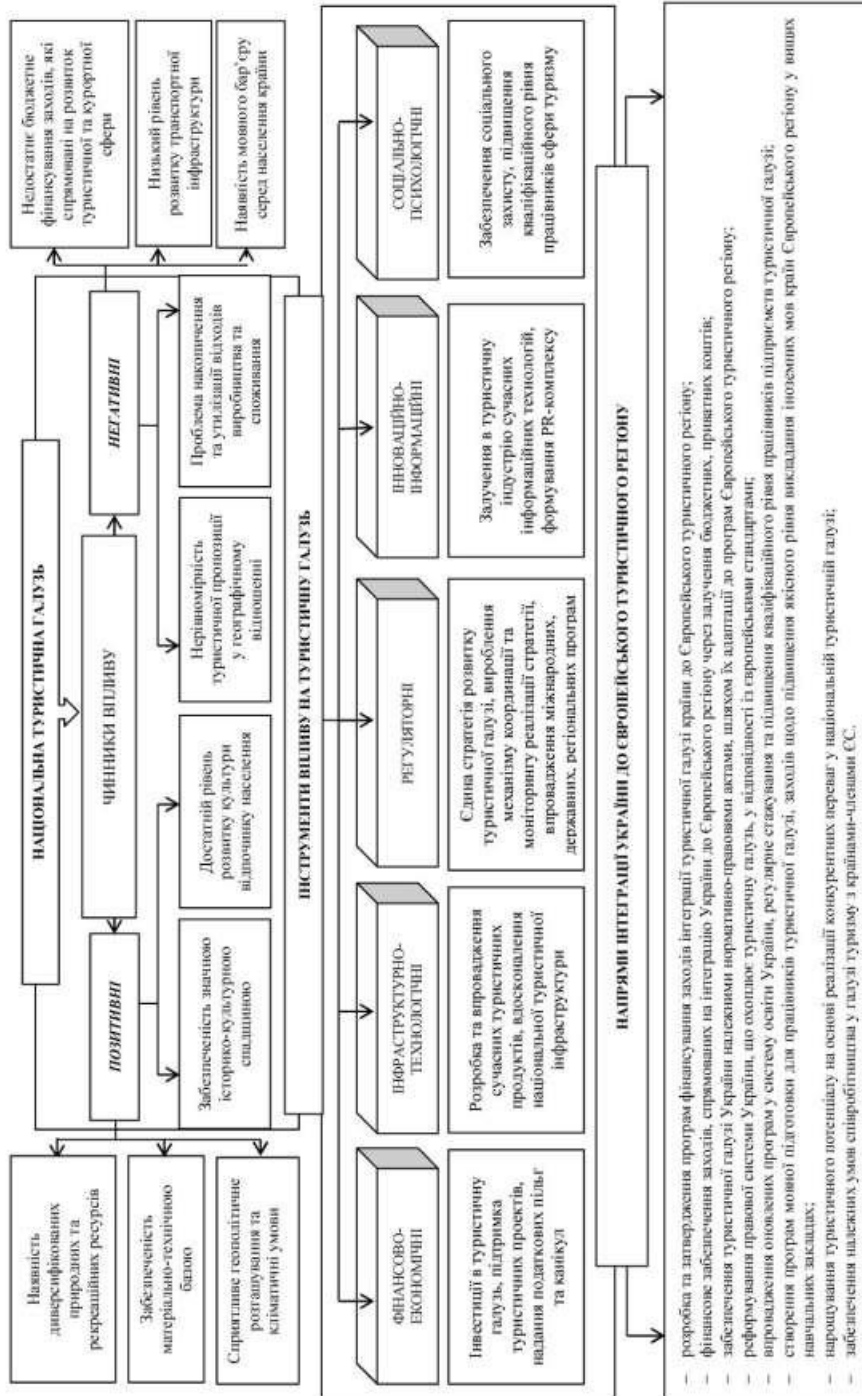 НАЦІОНАЛЬНА ТУРИСТИЧНА ГАЛУЗЬ
ЧИННИКИ ВПЛИВУ
ПОЗИТИВНІ
НЕГАТИВНІ
Наявність
диверсифікованих
природних та
рекреаційних ресурсів
Забезпеченість
матеріально-технічною
базою
Сприятливе геополітичне
розташування та
кліматичні умови
Забезпеченість значною
історико-культурною
спадщиною
Достатній рівень
розвитку культури
відпочинку населення
Нерівномірність
туристичної пропозиції
у географічному
відношенні
Проблема накопичення
та утилізації відходів
виробництва та
споживання
Недостатнє бюджетне
фінансування заходів, які
спрямовані на розвиток
туристичної та курортної
сфери
Низький рівень
розвитку транспортної
інфраструктури
Наявність мовного бар’єру
серед населення країни
ІНСТРУМЕНТИ ВПЛИВУ НА ТУРИСТИЧНУ ГАЛУЗЬ
ФІНАНСОВО-
ЕКОНОМІЧНІ
ІНФРАСТРУКТУРНО-
ТЕХНОЛОГІЧНІ
РЕГУЛЯТОРНІ
ІННОВАЦІЙНО-
ІНФОРМАЦІЙНІ
СОЦІАЛЬНО-
ПСИХОЛОГІЧНІ
Інвестиції в туристичну
галузь, підтримка
туристичних проектів,
надання податкових пільг
та канікул
Розробка та впровадження
сучасних туристичних
продуктів, вдосконалення
національної туристичної
інфраструктури
Єдина стратегія розвитку
туристичної галузі, вироблення
механізму координації та
моніторингу реалізації стратегії,
впровадження міжнародних,
державних, регіональних програм
Залучення в туристичну
індустрію сучасних
інформаційних технологій,
формування PR-комплексу
Забезпечення соціального
захисту, підвищення
кваліфікаційного рівня
працівників сфери туризму
НАПРЯМИ ІНТЕГРАЦІЇ УКРАЇНИ ДО ЄВРОПЕЙСЬКОГО ТУРИСТИЧНОГО РЕГІОНУ
– розробка та затвердження програм фінансування заходів інтеграції туристичної галузі країни до Європейського туристичного регіону;
– фінансове забезпечення заходів, спрямованих на інтеграцію України до Європейського регіону через залучення бюджетних, приватних коштів;
– забезпечення туристичної галузі України належними нормативно-правовими актами, шляхом їх адаптації до програм Європейського туристичного регіону;
– реформування правової системи України, що охоплює туристичну галузь, у відповідності із європейськими стандартами;
– впровадження оновлених програм у систему освіти України, регулярне стажування та підвищення кваліфікаційного рівня працівників підприємств туристичної галузі;
– створення програм мовної підготовки для працівників туристичної галузі, заходів щодо підвищення якісного рівня викладання іноземних мов країн Європейського регіону у вищих
навчальних закладах;
– нарощування туристичного потенціалу на основі реалізації конкурентних переваг у національній туристичній галузі;
– забезпечення належних умов співробітництва у галузі туризму з країнами-членами ЄС.